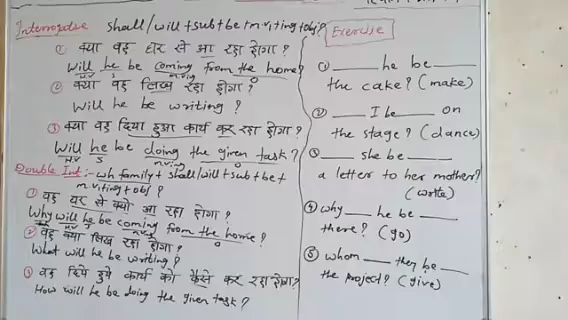 Interrogative shall/will+sub+be+mviting+obj?
① क्या वह घर से आ रहा होगा?
Will he be coming from the home?
H.V S mving O
② क्या वह लिख रहा होगा?
Will he be writing?
③ क्या वह दिया हुआ कार्य कर रहा होगा?
Will he be doing the given task?
H.V S mving O
Double Int:- wh family+shall/will+sub+be+
mviting+obj?
① वह घर से क्यों आ रहा होगा?
Why will he be coming from the home?
② वह क्या लिख रहा होगा?
What will he be writing?
③ वह दिये हुये कार्य को कैसे कर रहा होगा?
How will he be doing the given task?
Exercise
① ___ he be ___
the cake? (make)
② ___ I be ___ on
the stage? (dance)
③ ___ she be ___
a letter to her mother?
(write)
④ why ___ he be ___
there? (go)
⑤ whom ___ they be ___
the project? (give)